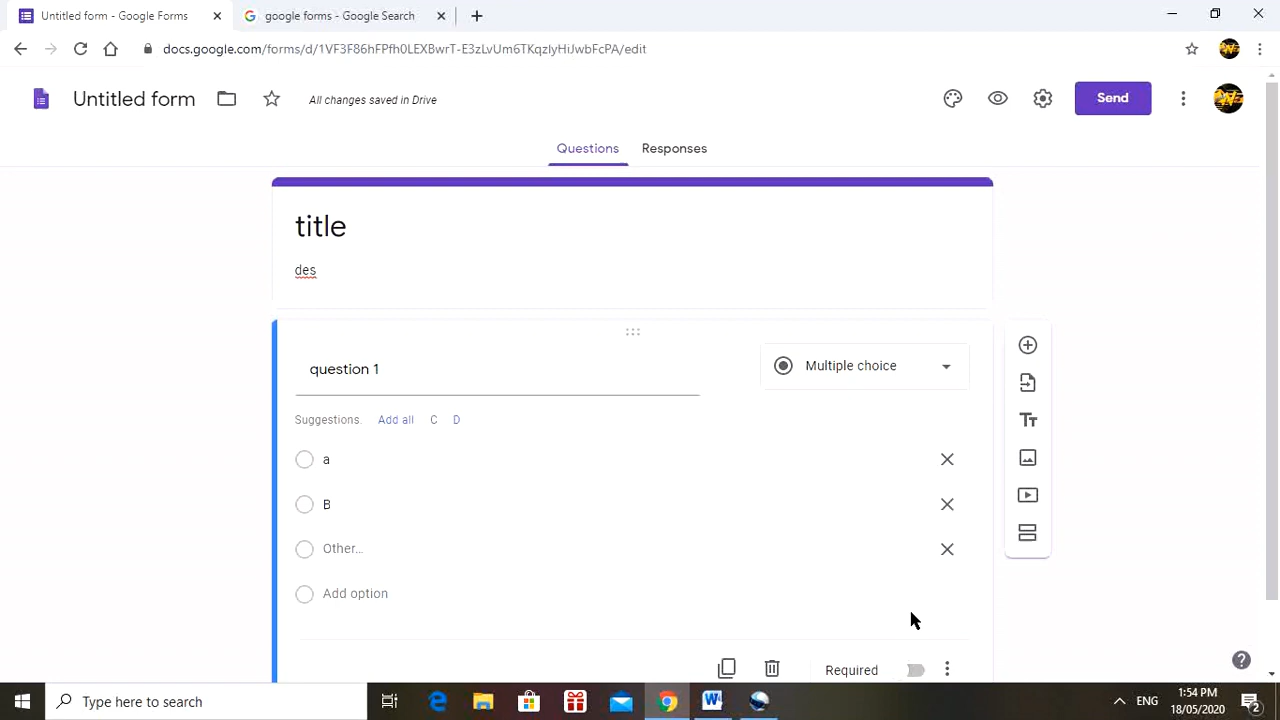 Untitled form - Google Forms
google forms - Google Search
docs.google.com/forms/d/1VF3F86hFPfh0LEXBwrT-E3zLvUm6TKqzIyHiJwbFcPA/edit
Untitled form
All changes saved in Drive
Send
Questions
Responses
title
des
question 1
Multiple choice
Suggestions. Add all C D
a
B
Other...
Add option
Required
Type here to search
ENG
1:54 PM
18/05/2020
2